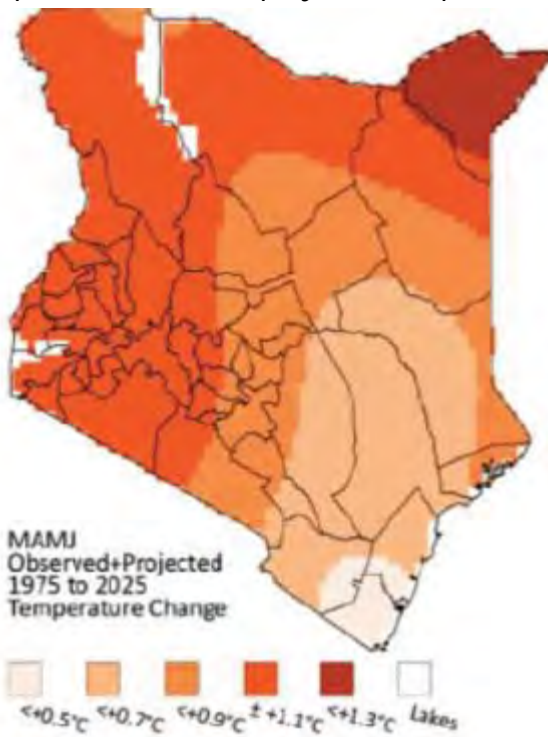 MAMJ
Observed+Projected
1975 to 2025
Temperature Change
<+0.5°C <+0.7°C <+0.9°C ± +1.1°C <+1.3°C Lakes